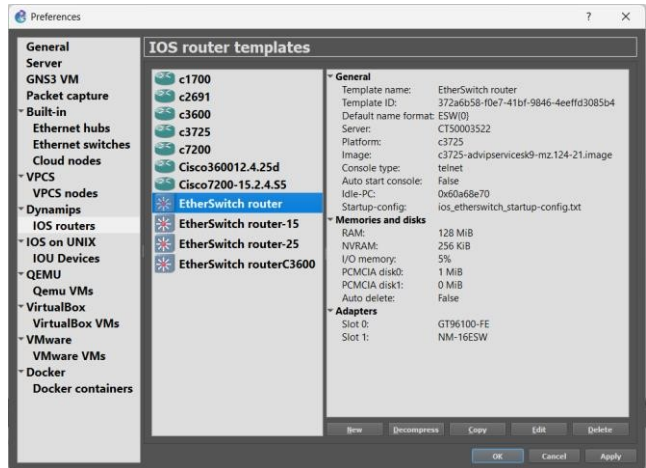 Preferences
? ×
General
Server
GNS3 VM
Packet capture
Built-in
Ethernet hubs
Ethernet switches
Cloud nodes
VPCS
VPCS nodes
Dynamips
IOS routers
IOS on UNIX
IOU Devices
QEMU
Qemu VMs
VirtualBox
VirtualBox VMs
VMware
VMware VMs
Docker
Docker containers
IOS router templates
c1700
c2691
c3600
c3725
c7200
Cisco360012.4.25d
Cisco7200-15.2.4.S5
EtherSwitch router
EtherSwitch router-15
EtherSwitch router-25
EtherSwitch routerC3600
General
Template name: EtherSwitch router
Template ID: 372a6b58-f0e7-41bf-9846-4eeffd3085b4
Default name format: ESW{0}
Server: CT50003522
Platform: c3725
Image: c3725-advipservicesk9-mz.124-21.image
Console type: telnet
Auto start console: False
Idle-PC: 0x60a68e70
Startup-config: ios_etherswitch_startup-config.txt
Memories and disks
RAM: 128 MiB
NVRAM: 256 KiB
I/O memory: 5%
PCMCIA disk0: 1 MiB
PCMCIA disk1: 0 MiB
Auto delete: False
Adapters
Slot 0: GT96100-FE
Slot 1: NM-16ESW
New Decompress Copy Edit Delete
OK Cancel Apply